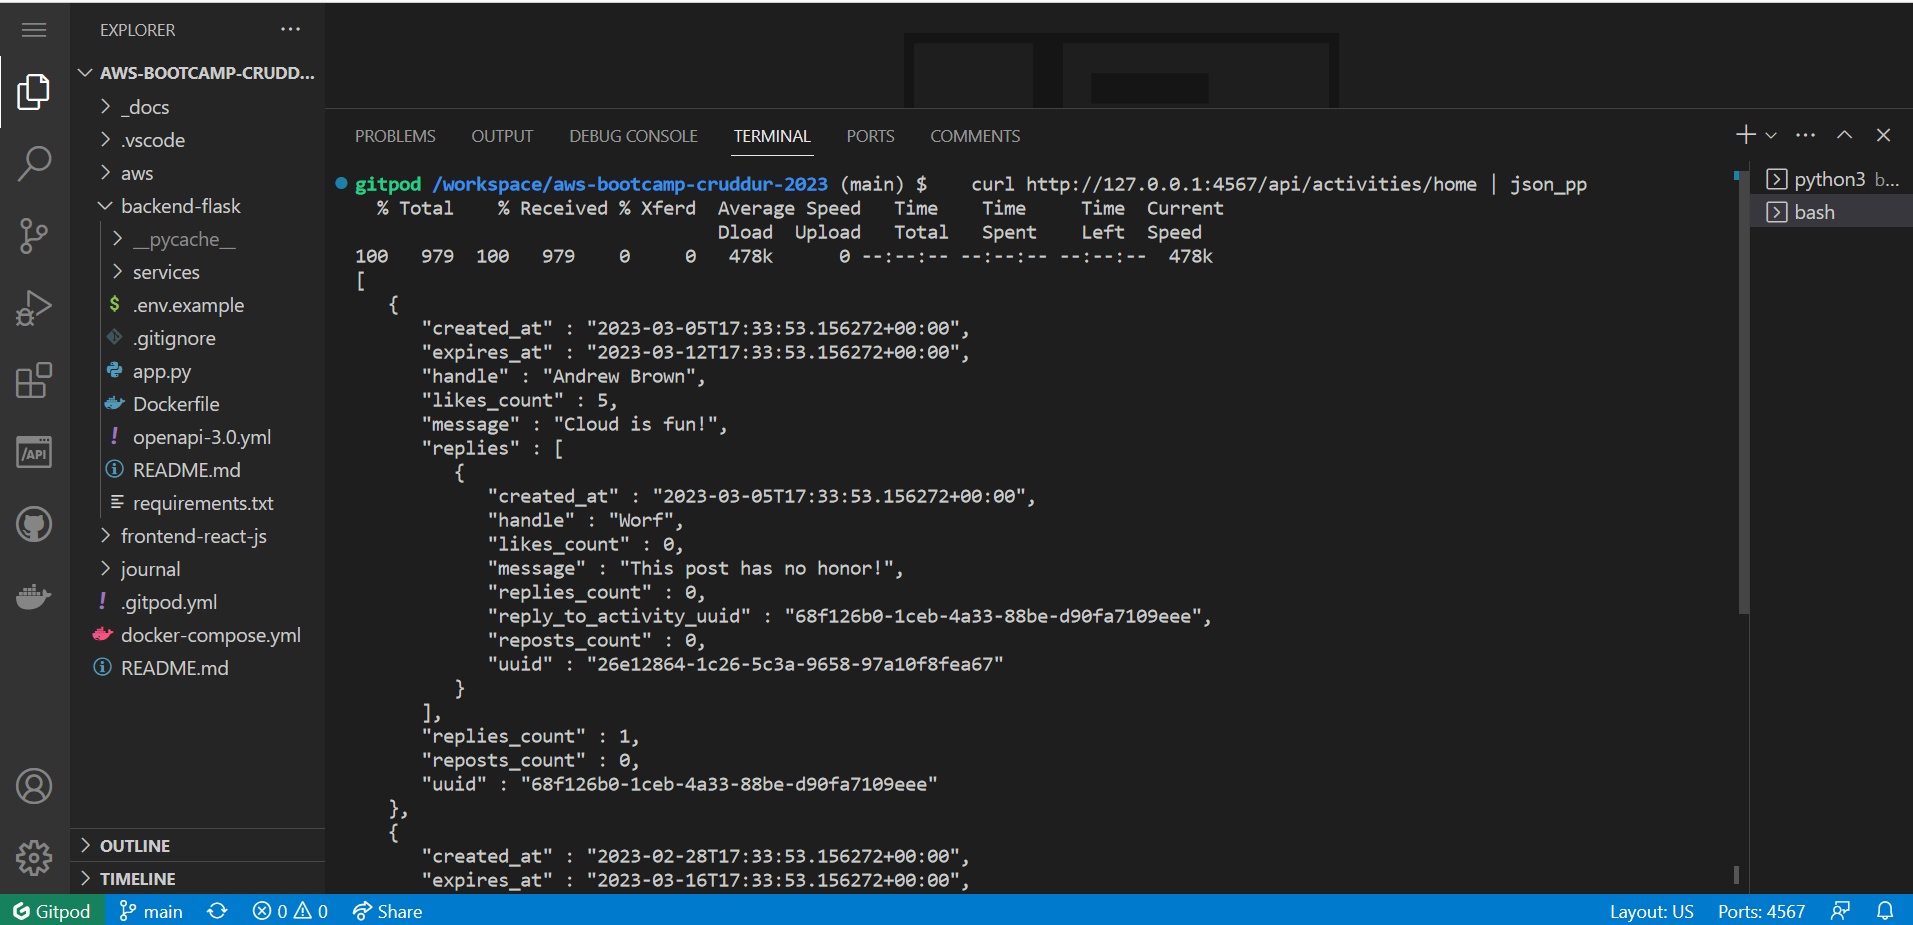 EXPLORER
AWS-BOOTCAMP-CRUDD...
_docs
.vscode
aws
backend-flask
__pycache__
services
$ .env.example
.gitignore
app.py
Dockerfile
! openapi-3.0.yml
README.md
requirements.txt
frontend-react-js
journal
! .gitpod.yml
docker-compose.yml
README.md
OUTLINE
TIMELINE
/API
PROBLEMS OUTPUT DEBUG CONSOLE TERMINAL PORTS COMMENTS
gitpod /workspace/aws-bootcamp-cruddur-2023 (main) $ curl http://127.0.0.1:4567/api/activities/home | json_pp
% Total % Received % Xferd Average Speed Time Time Time Current
Dload Upload Total Spent Left Speed
100 979 100 979 0 0 478k 0 --:--:-- --:--:-- --:--:-- 478k
[
{
"created_at" : "2023-03-05T17:33:53.156272+00:00",
"expires_at" : "2023-03-12T17:33:53.156272+00:00",
"handle" : "Andrew Brown",
"likes_count" : 5,
"message" : "Cloud is fun!",
"replies" : [
{
"created_at" : "2023-03-05T17:33:53.156272+00:00",
"handle" : "Worf",
"likes_count" : 0,
"message" : "This post has no honor!",
"replies_count" : 0,
"reply_to_activity_uuid" : "68f126b0-1ceb-4a33-88be-d90fa7109eee",
"reposts_count" : 0,
"uuid" : "26e12864-1c26-5c3a-9658-97a10f8fea67"
}
],
"replies_count" : 1,
"reposts_count" : 0,
"uuid" : "68f126b0-1ceb-4a33-88be-d90fa7109eee"
},
{
"created_at" : "2023-02-28T17:33:53.156272+00:00",
"expires_at" : "2023-03-16T17:33:53.156272+00:00",
python3 b...
bash
Gitpod main 0 0 Share Layout: US Ports: 4567